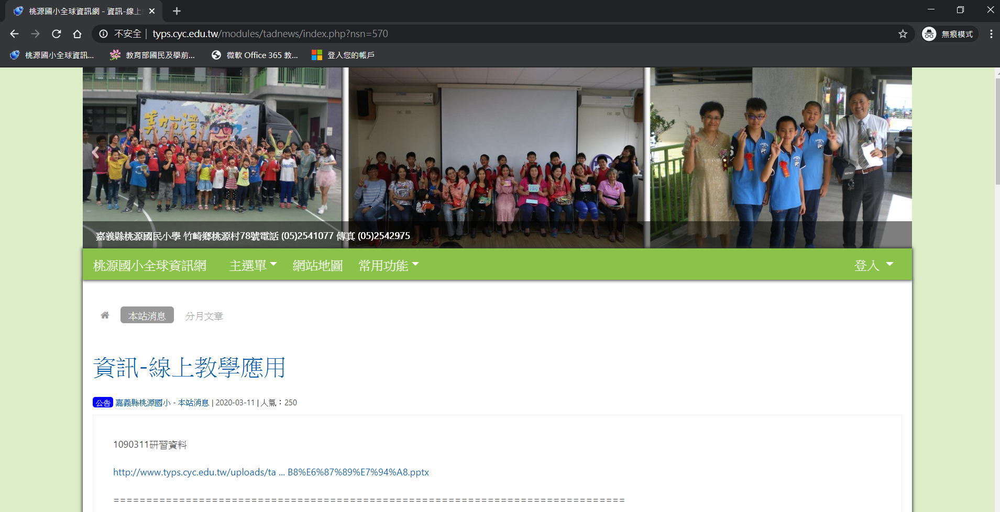 桃源國小全球資訊網 - 資訊-線上
不安全 | typs.cyc.edu.tw/modules/tadnews/index.php?nsn=570
無痕模式
桃源國小全球資訊... 教育部國民及學前... 微軟 Office 365 教... 登入您的帳戶
美力台灣
嘉義縣桃源國民小學 竹崎鄉桃源村78號電話 (05)2541077 傳真 (05)2542975
桃源國小全球資訊網 主選單 網站地圖 常用功能 登入
本站消息 分月文章
資訊-線上教學應用
公告 嘉義縣桃源國小 - 本站消息 | 2020-03-11 | 人氣：250
1090311研習資料
http://www.typs.cyc.edu.tw/uploads/ta ... B8%E6%87%89%E7%94%A8.pptx
==============================================================================